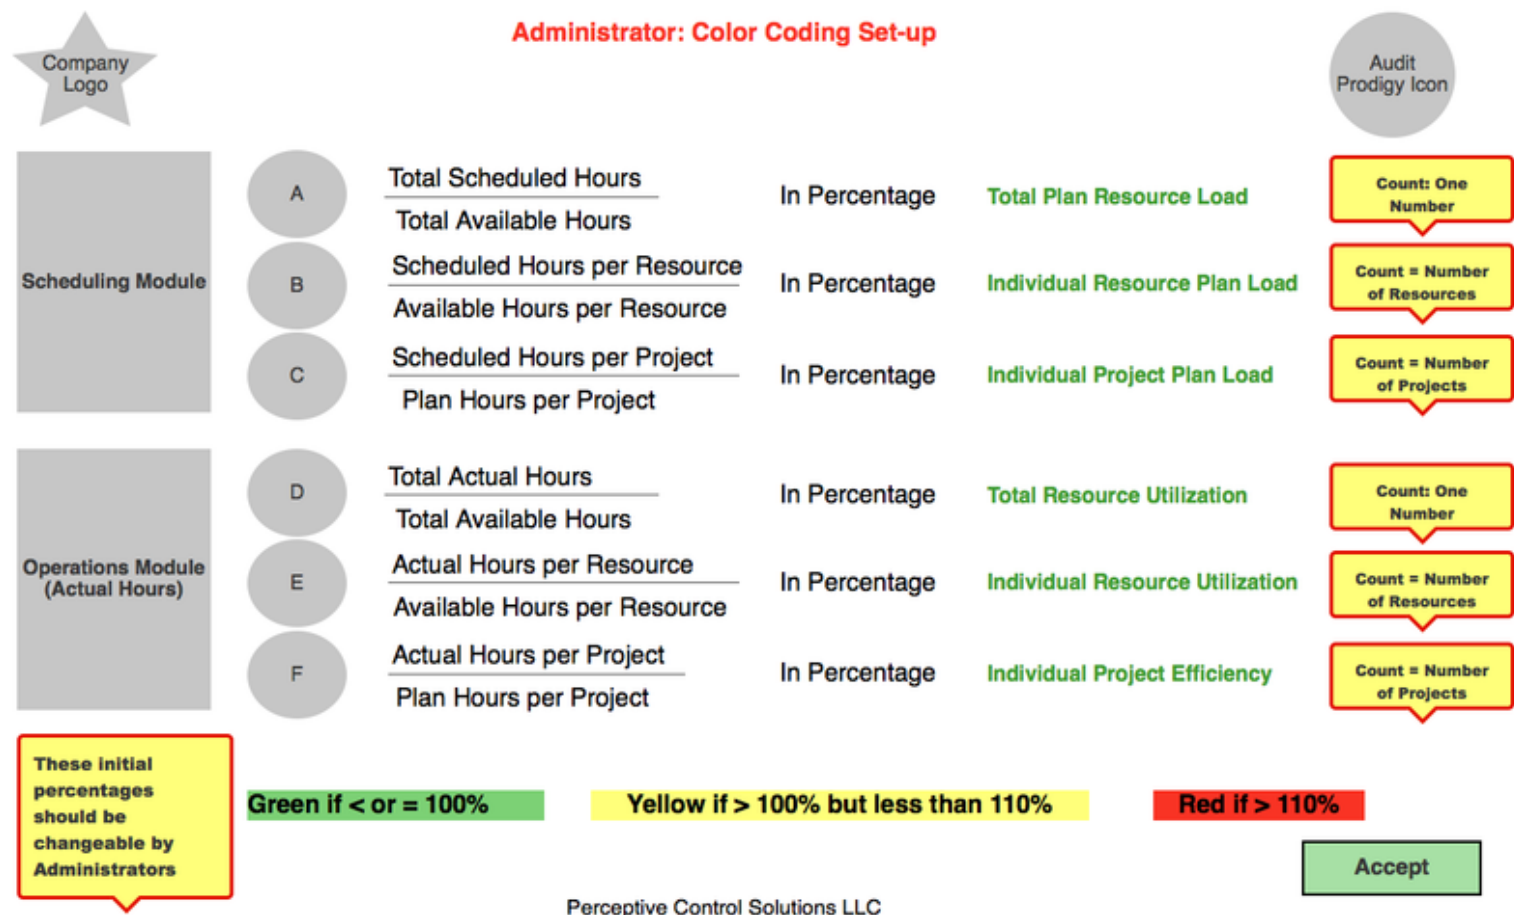 Administrator: Color Coding Set-up
Company
Logo
Audit
Prodigy Icon
Scheduling Module
A
Total Scheduled Hours
Total Available Hours
In Percentage
Total Plan Resource Load
Count: One
Number
B
Scheduled Hours per Resource
Available Hours per Resource
In Percentage
Individual Resource Plan Load
Count = Number
of Resources
C
Scheduled Hours per Project
Plan Hours per Project
In Percentage
Individual Project Plan Load
Count = Number
of Projects
Operations Module
(Actual Hours)
D
Total Actual Hours
Total Available Hours
In Percentage
Total Resource Utilization
Count: One
Number
E
Actual Hours per Resource
Available Hours per Resource
In Percentage
Individual Resource Utilization
Count = Number
of Resources
F
Actual Hours per Project
Plan Hours per Project
In Percentage
Individual Project Efficiency
Count = Number
of Projects
These initial
percentages
should be
changeable by
Administrators
Green if < or = 100%
Yellow if > 100% but less than 110%
Red if > 110%
Accept
Perceptive Control Solutions LLC